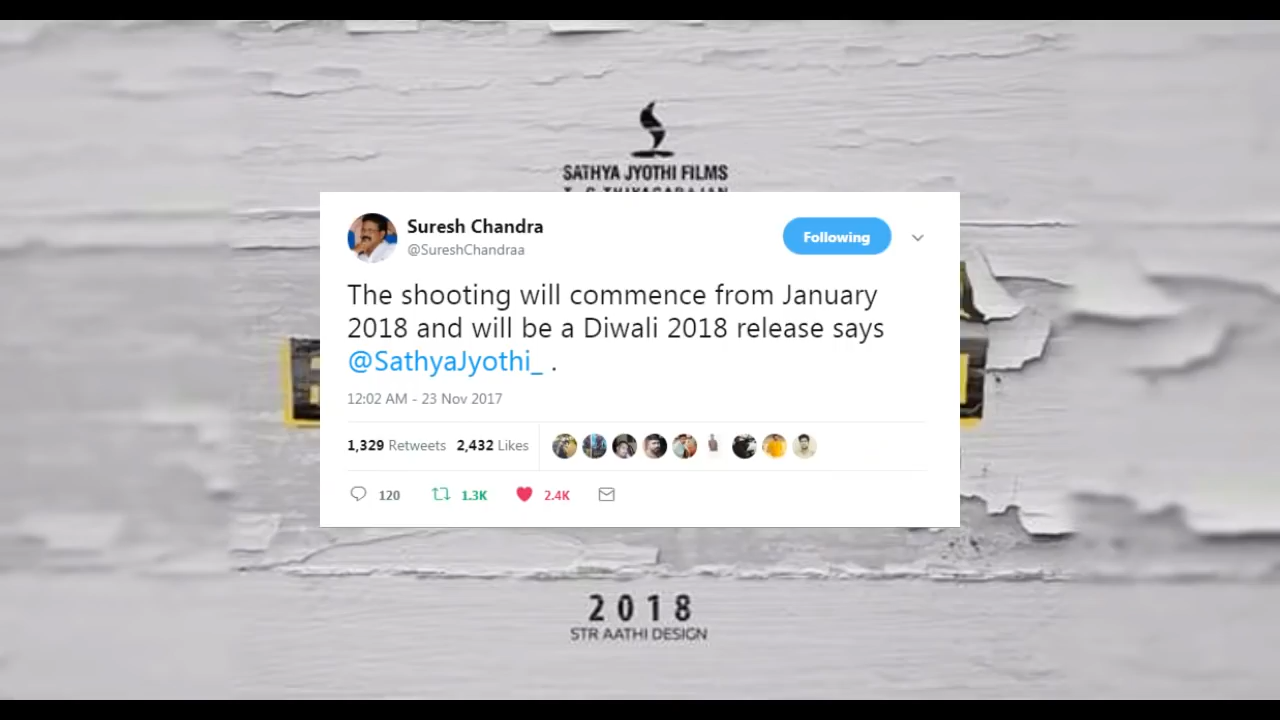 SATHYA JYOTHI FILMS
Suresh Chandra
@SureshChandraa
Following
The shooting will commence from January
2018 and will be a Diwali 2018 release says
@SathyaJyothi_ .
12:02 AM - 23 Nov 2017
1,329 Retweets 2,432 Likes
120 1.3K 2.4K
2018
STR AATHI DESIGN